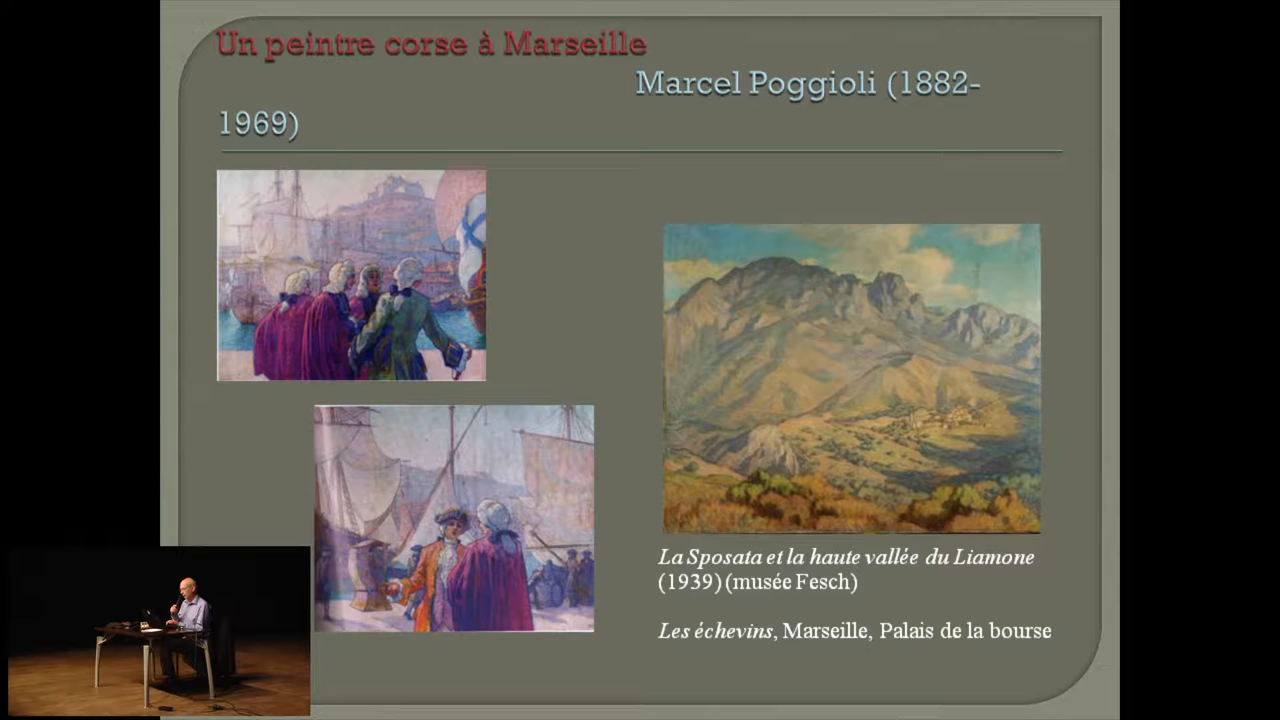 Un peintre corse à Marseille
Marcel Poggioli (1882-
1969)
La Sposata et la haute vallée du Liamone
(1939) (musée Fesch)
Les échevins, Marseille, Palais de la bourse